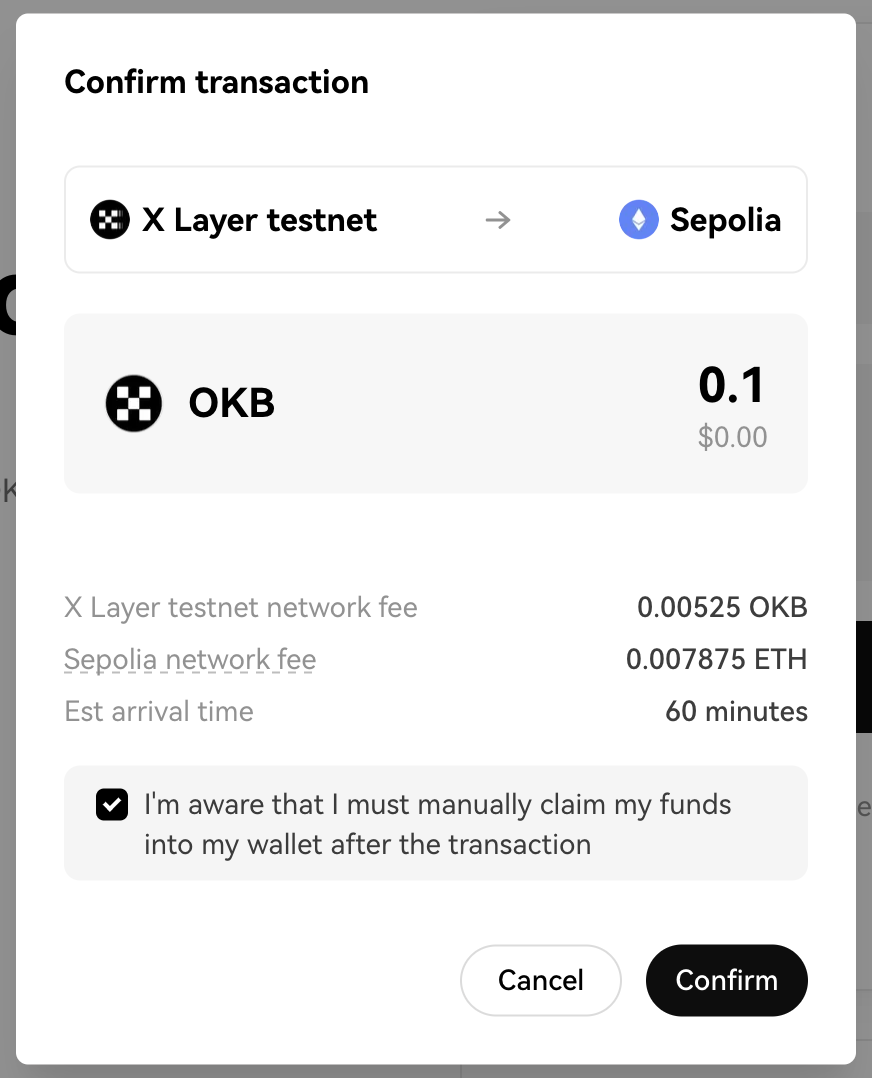 Confirm transaction
X Layer testnet → Sepolia
OKB 0.1
$0.00
X Layer testnet network fee 0.00525 OKB
Sepolia network fee 0.007875 ETH
Est arrival time 60 minutes
I'm aware that I must manually claim my funds
into my wallet after the transaction
Cancel Confirm